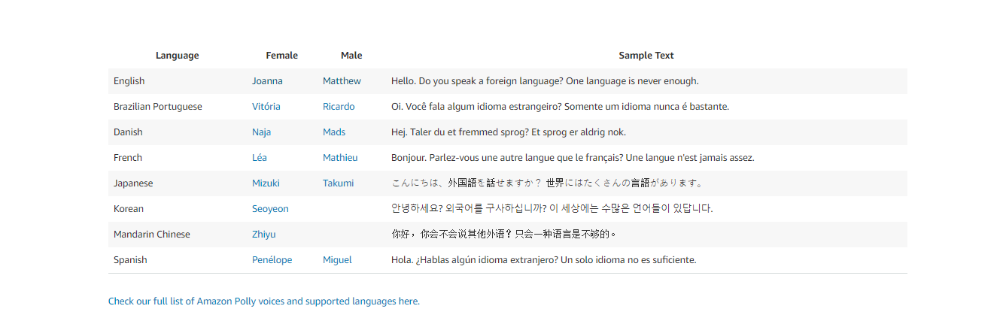 Language Female Male Sample Text
English Joanna Matthew Hello. Do you speak a foreign language? One language is never enough.
Brazilian Portuguese Vitória Ricardo Oi. Você fala algum idioma estrangeiro? Somente um idioma nunca é bastante.
Danish Naja Mads Hej. Taler du et fremmed sprog? Et sprog er aldrig nok.
French Léa Mathieu Bonjour. Parlez-vous une autre langue que le français? Une langue n'est jamais assez.
Japanese Mizuki Takumi こんにちは、外国語を話せますか？ 世界にはたくさんの言語があります。
Korean Seoyeon 안녕하세요? 외국어를 구사하십니까? 이 세상에는 수많은 언어들이 있답니다.
Mandarin Chinese Zhiyu 你好，你会不会说其他外语？只会一种语言是不够的。
Spanish Penélope Miguel Hola. ¿Hablas algún idioma extranjero? Un solo idioma no es suficiente.
Check our full list of Amazon Polly voices and supported languages here.